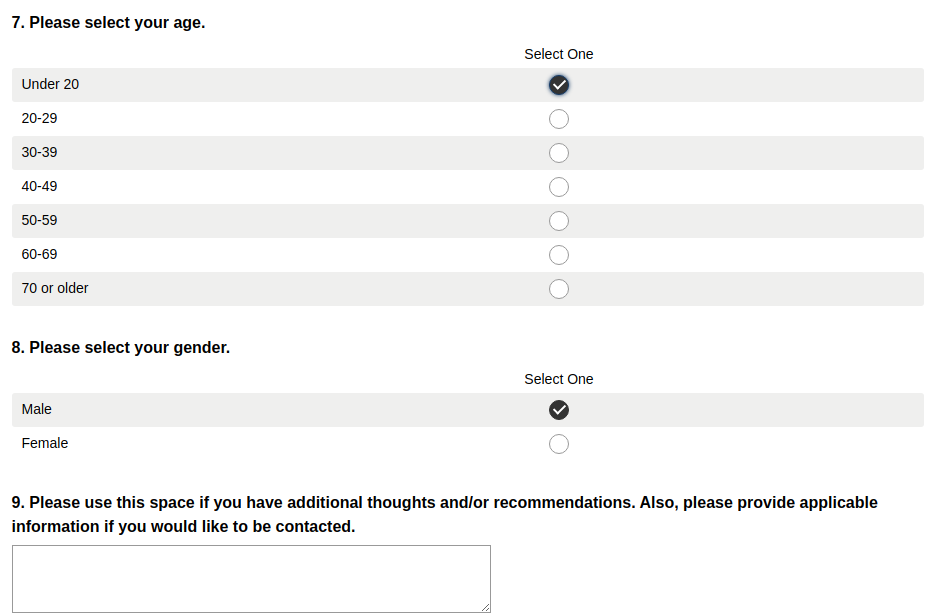 7. Please select your age.
Select One
Under 20
20-29
30-39
40-49
50-59
60-69
70 or older
8. Please select your gender.
Select One
Male
Female
9. Please use this space if you have additional thoughts and/or recommendations. Also, please provide applicable
information if you would like to be contacted.